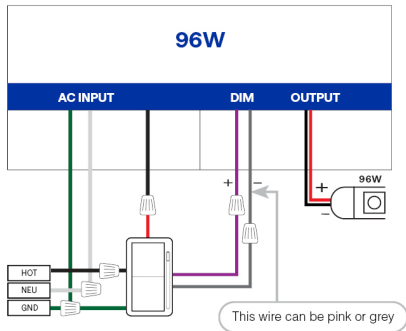 96W
AC INPUT DIM OUTPUT
+ −
96W
+
−
HOT
NEU
GND
This wire can be pink or grey